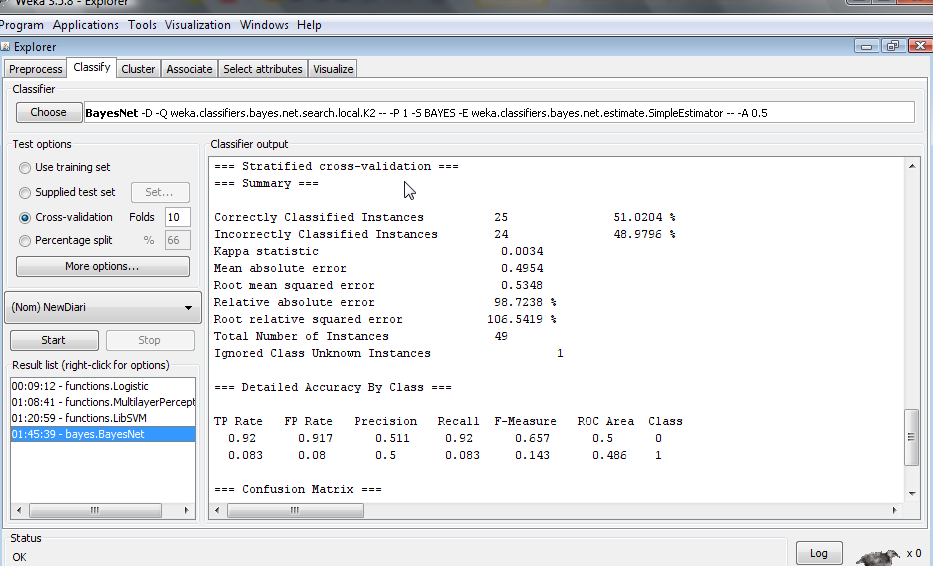 Weka 3.5.8 - Explorer
Program Applications Tools Visualization Windows Help
Explorer
Preprocess Classify Cluster Associate Select attributes Visualize
Classifier
Choose BayesNet -D -Q weka.classifiers.bayes.net.search.local.K2 -- -P 1 -S BAYES -E weka.classifiers.bayes.net.estimate.SimpleEstimator -- -A 0.5
Test options
Use training set
Supplied test set Set...
Cross-validation Folds 10
Percentage split % 66
More options...
(Nom) NewDiari
Start Stop
Result list (right-click for options)
00:09:12 - functions.Logistic
01:08:41 - functions.MultilayerPercept
01:20:59 - functions.LibSVM
01:45:39 - bayes.BayesNet
Classifier output
=== Stratified cross-validation ===
=== Summary ===
Correctly Classified Instances 25 51.0204 %
Incorrectly Classified Instances 24 48.9796 %
Kappa statistic 0.0034
Mean absolute error 0.4954
Root mean squared error 0.5348
Relative absolute error 98.7238 %
Root relative squared error 106.5419 %
Total Number of Instances 49
Ignored Class Unknown Instances 1
=== Detailed Accuracy By Class ===
TP Rate FP Rate Precision Recall F-Measure ROC Area Class
0.92 0.917 0.511 0.92 0.657 0.5 0
0.083 0.08 0.5 0.083 0.143 0.486 1
=== Confusion Matrix ===
Status
OK
Log x 0